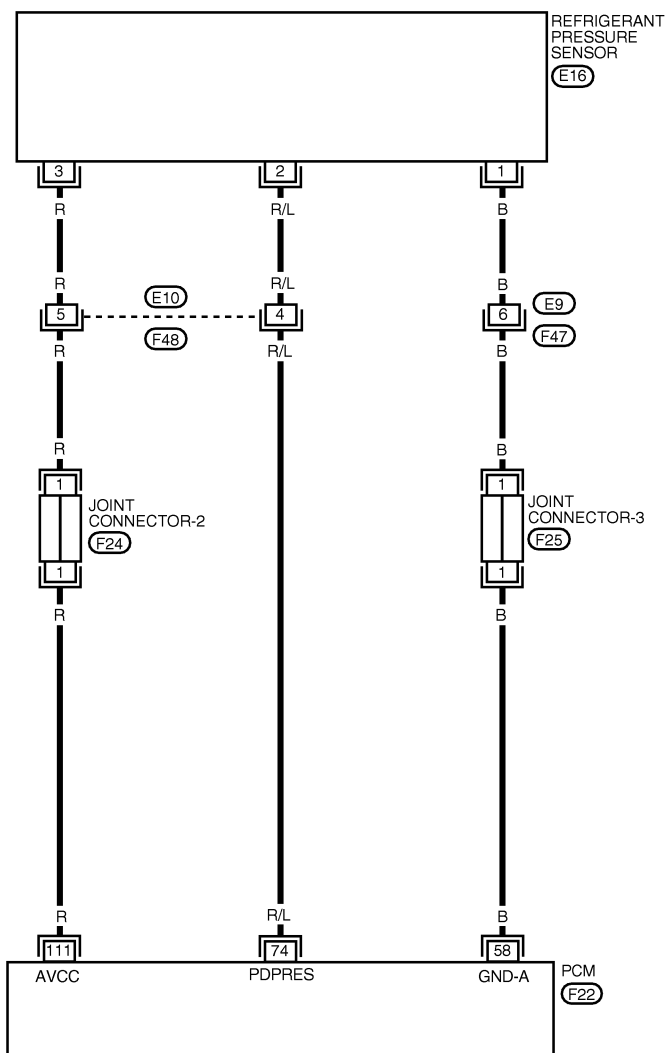 REFRIGERANT
PRESSURE
SENSOR
E16
3 2 1
R R/L B
R R/L B
E10 E9
5 4 6
F48 F47
R R/L B
R B
1 1
JOINT
CONNECTOR-2
F24
JOINT
CONNECTOR-3
F25
1 1
R B
R R/L B
111 74 58
AVCC PDPRES GND-A
PCM
F22